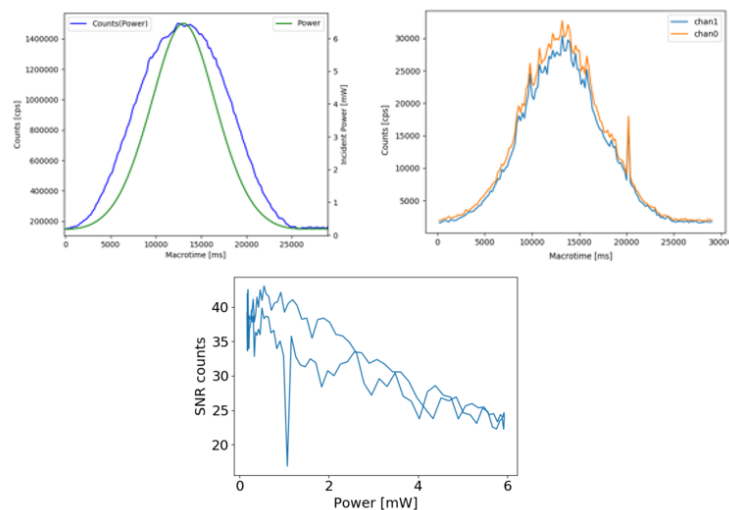 Counts(Power)
Power
1400000
1200000
1000000
800000
600000
400000
200000
Counts [cps]
6
5
4
3
2
1
0
Incident Power [mW]
0 5000 10000 15000 20000 25000
Macrotime [ms]
chan1
chan0
30000
25000
20000
15000
10000
5000
Counts [cps]
0 5000 10000 15000 20000 25000 30000
Macrotime [ms]
40
35
30
25
20
SNR counts
0 2 4 6
Power [mW]